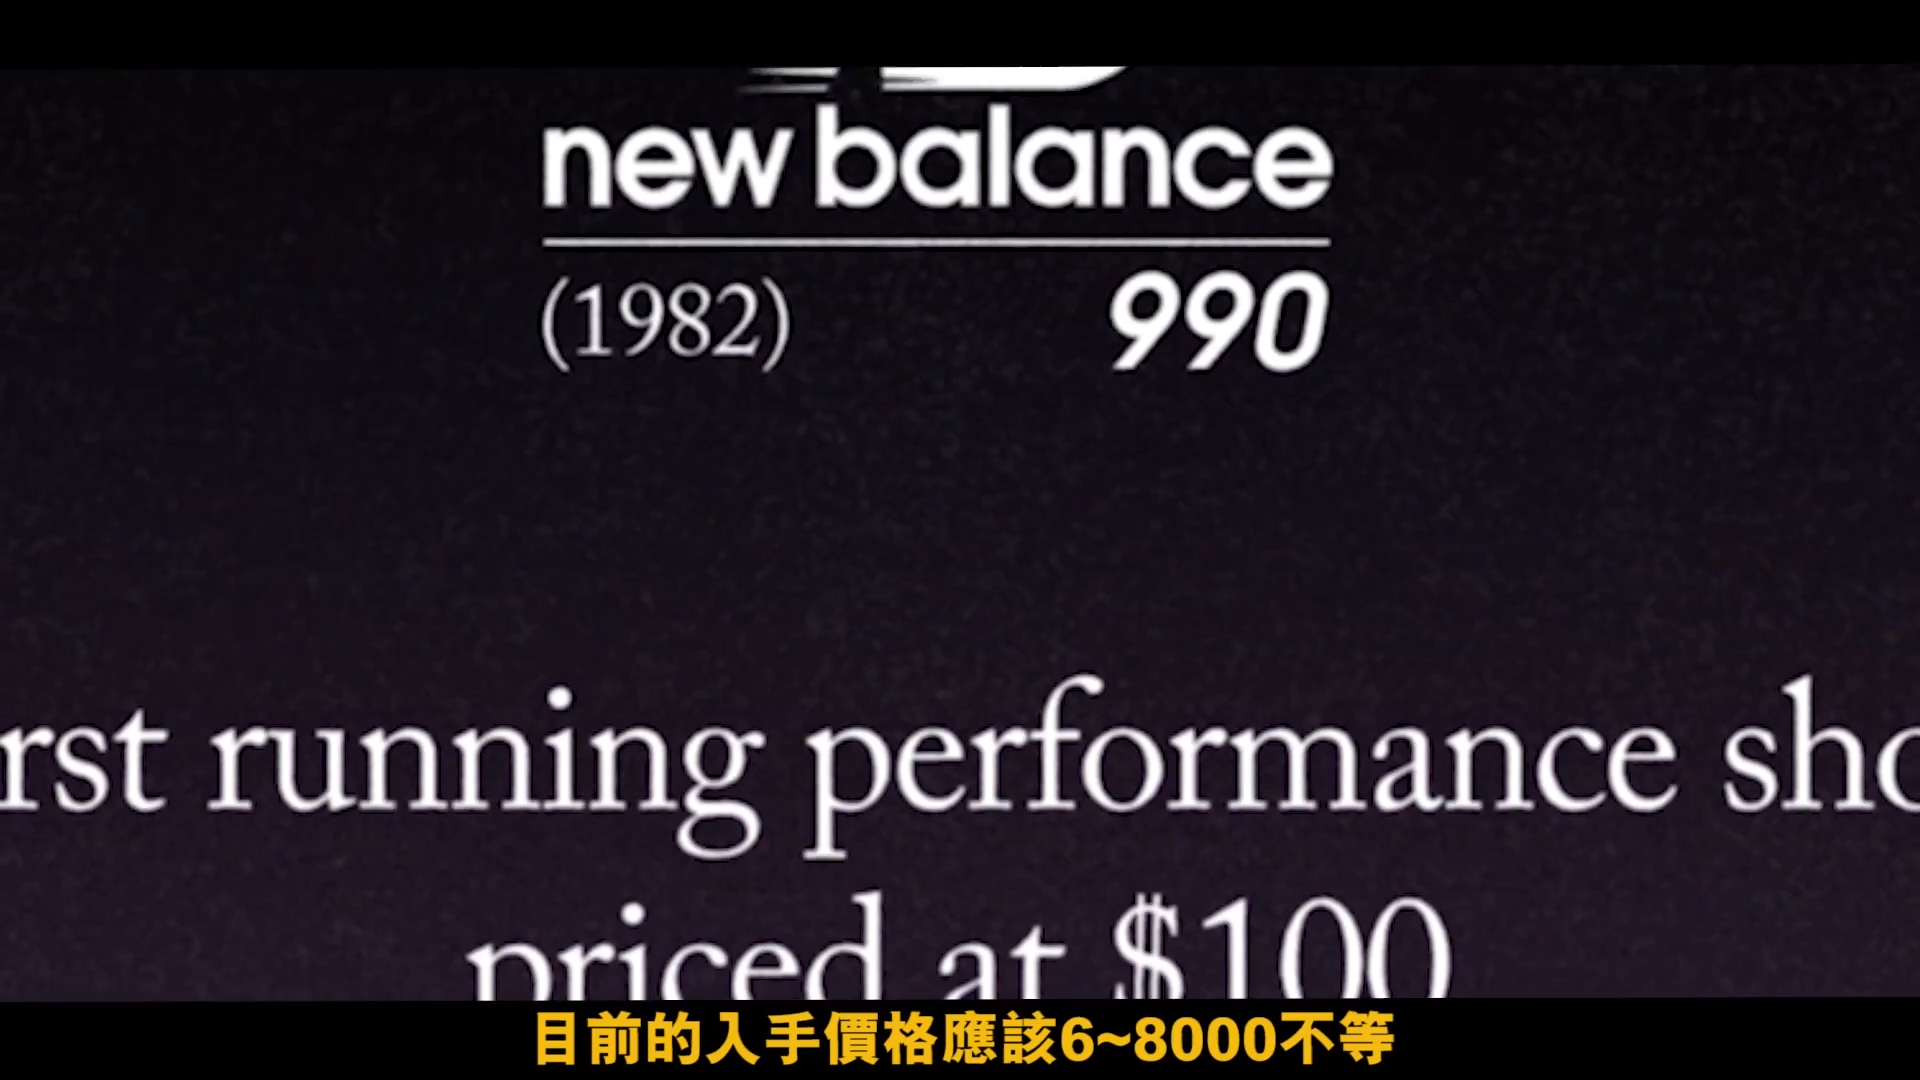 new balance
(1982) 990
rst running performance sho
priced at $100
目前的入手價格應該6~8000不等